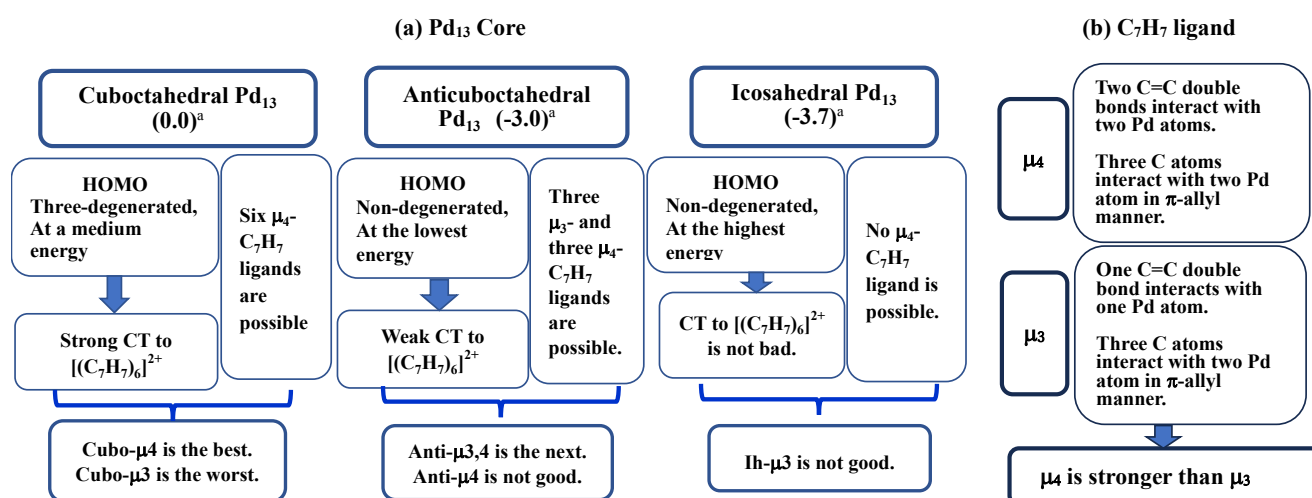 (a) Pd₁₃ Core
Cuboctahedral Pd₁₃
(0.0)ᵃ
HOMO
Three-degenerated,
At a medium
energy
Strong CT to
[(C₇H₇)₆]²⁺
Six μ₄-
C₇H₇
ligands
are
possible
Cubo-μ4 is the best.
Cubo-μ3 is the worst.
Anticuboctahedral
Pd₁₃ (-3.0)ᵃ
HOMO
Non-degenerated,
At the lowest
energy
Weak CT to
[(C₇H₇)₆]²⁺
Three
μ₃- and
three μ₄-
C₇H₇
ligands
are
possible.
Anti-μ3,4 is the next.
Anti-μ4 is not good.
Icosahedral Pd₁₃
(-3.7)ᵃ
HOMO
Non-degenerated,
At the highest
energy
CT to [(C₇H₇)₆]²⁺
is not bad.
No μ₄-
C₇H₇
ligand is
possible.
Ih-μ3 is not good.
(b) C₇H₇ ligand
μ₄
Two C=C double
bonds interact with
two Pd atoms.
Three C atoms
interact with two Pd
atom in π-allyl
manner.
μ₃
One C=C double
bond interacts with
one Pd atom.
Three C atoms
interact with two Pd
atom in π-allyl
manner.
μ₄ is stronger than μ₃